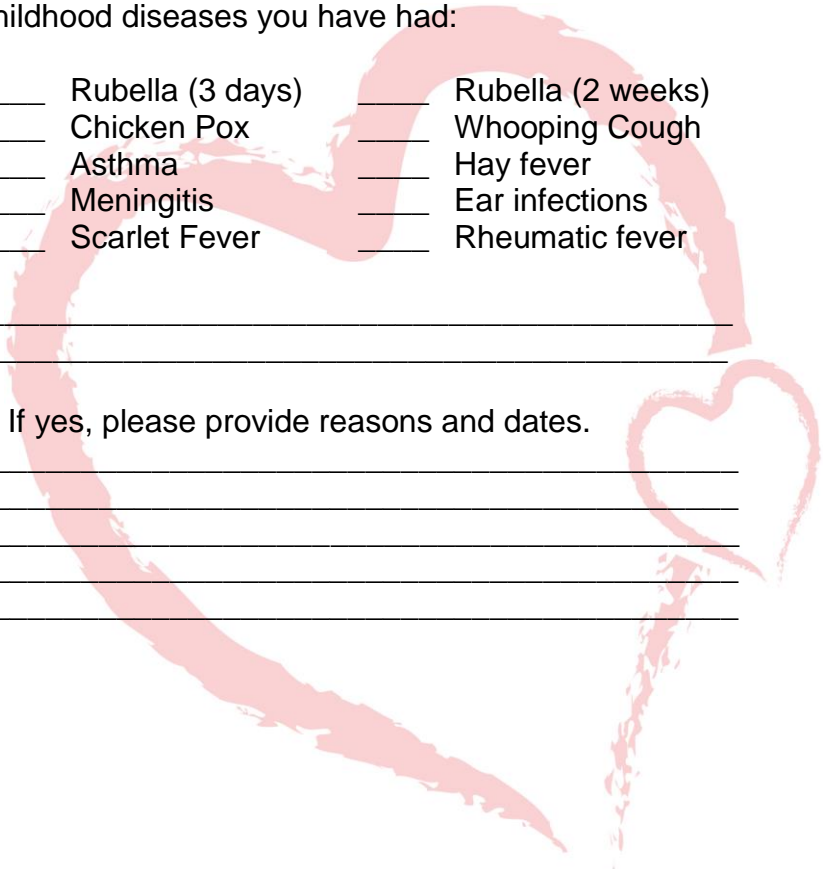 hildhood diseases you have had:
___ Rubella (3 days) ____ Rubella (2 weeks)
___ Chicken Pox ____ Whooping Cough
___ Asthma ____ Hay fever
___ Meningitis ____ Ear infections
___ Scarlet Fever ____ Rheumatic fever
If yes, please provide reasons and dates.